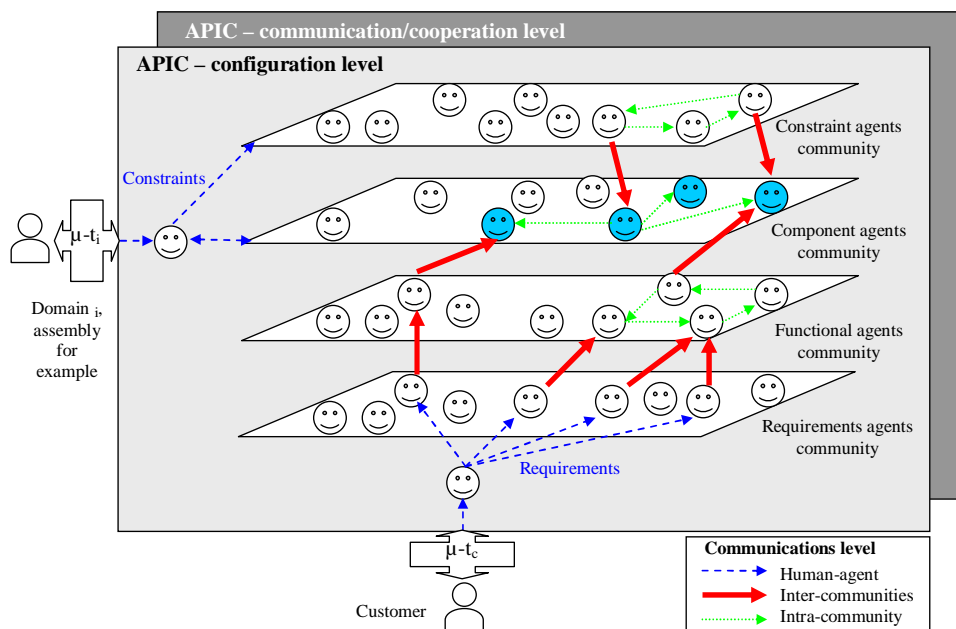 APIC – communication/cooperation level
APIC – configuration level
Constraint agents
community
Constraints
μ-ti
Component agents
community
Domain i,
assembly
for
example
Functional agents
community
Requirements agents
community
Requirements
μ-tc
Customer
Communications level
Human-agent
Inter-communities
Intra-community